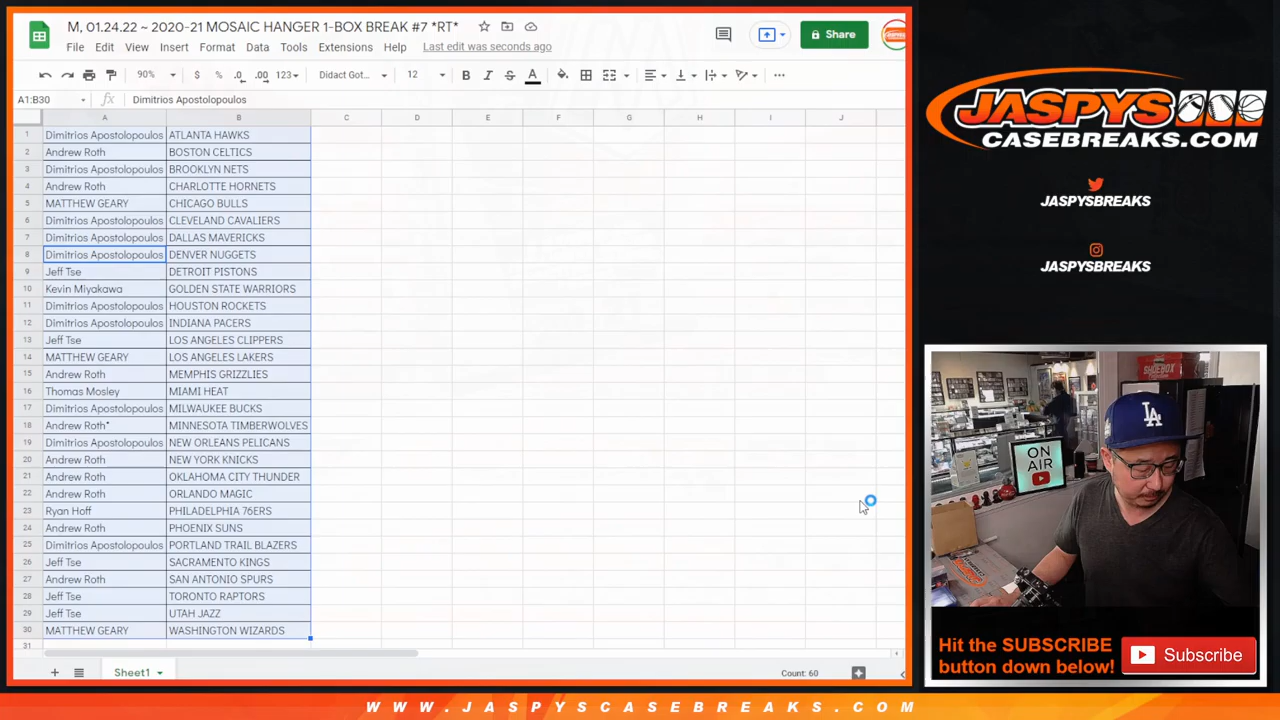 M, 01.24.22 ~ 2020-21 MOSAIC HANGER 1-BOX BREAK #7 *RT*
File Edit View Insert Format Data Tools Extensions Help Last edit was seconds ago
Share
90% $ % .0 .00 123 Didact Got... 12 B I S A
A1:B30 fx Dimitrios Apostolopoulos
A B C D E F G H I J
1 Dimitrios Apostolopoulos ATLANTA HAWKS
2 Andrew Roth BOSTON CELTICS
3 Dimitrios Apostolopoulos BROOKLYN NETS
4 Andrew Roth CHARLOTTE HORNETS
5 MATTHEW GEARY CHICAGO BULLS
6 Dimitrios Apostolopoulos CLEVELAND CAVALIERS
7 Dimitrios Apostolopoulos DALLAS MAVERICKS
8 Dimitrios Apostolopoulos DENVER NUGGETS
9 Jeff Tse DETROIT PISTONS
10 Kevin Miyakawa GOLDEN STATE WARRIORS
11 Dimitrios Apostolopoulos HOUSTON ROCKETS
12 Dimitrios Apostolopoulos INDIANA PACERS
13 Jeff Tse LOS ANGELES CLIPPERS
14 MATTHEW GEARY LOS ANGELES LAKERS
15 Andrew Roth MEMPHIS GRIZZLIES
16 Thomas Mosley MIAMI HEAT
17 Dimitrios Apostolopoulos MILWAUKEE BUCKS
18 Andrew Roth* MINNESOTA TIMBERWOLVES
19 Dimitrios Apostolopoulos NEW ORLEANS PELICANS
20 Andrew Roth NEW YORK KNICKS
21 Andrew Roth OKLAHOMA CITY THUNDER
22 Andrew Roth ORLANDO MAGIC
23 Ryan Hoff PHILADELPHIA 76ERS
24 Andrew Roth PHOENIX SUNS
25 Dimitrios Apostolopoulos PORTLAND TRAIL BLAZERS
26 Jeff Tse SACRAMENTO KINGS
27 Andrew Roth SAN ANTONIO SPURS
28 Jeff Tse TORONTO RAPTORS
29 Jeff Tse UTAH JAZZ
30 MATTHEW GEARY WASHINGTON WIZARDS
31
Sheet1
Count: 60
JASPYS
CASEBREAKS.COM
JASPYSBREAKS
JASPYSBREAKS
SHOEBOX
LA
ON
AIR
Hit the SUBSCRIBE
button down below!
Subscribe
WWW.JASPYSCASEBREAKS.COM